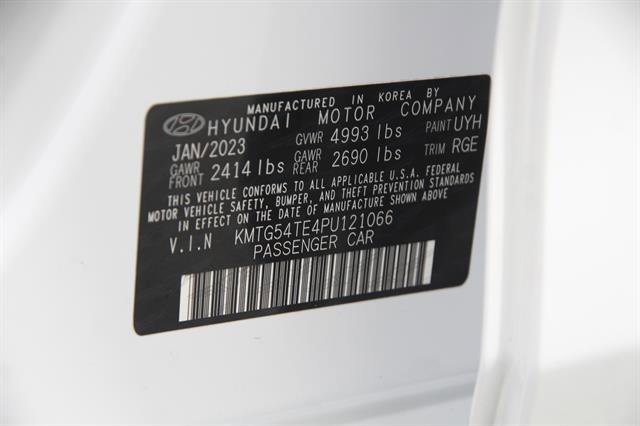 MANUFACTURED IN KOREA BY
HYUNDAI MOTOR COMPANY
JAN/2023 GVWR 4993 lbs PAINT UYH
GAWR FRONT 2414 lbs GAWR REAR 2690 lbs TRIM RGE
THIS VEHICLE CONFORMS TO ALL APPLICABLE U.S.A. FEDERAL
MOTOR VEHICLE SAFETY, BUMPER, AND THEFT PREVENTION STANDARDS
IN EFFECT ON THE DATE OF MANUFACTURE SHOWN ABOVE.
V.I.N KMTG54TE4PU121066
PASSENGER CAR